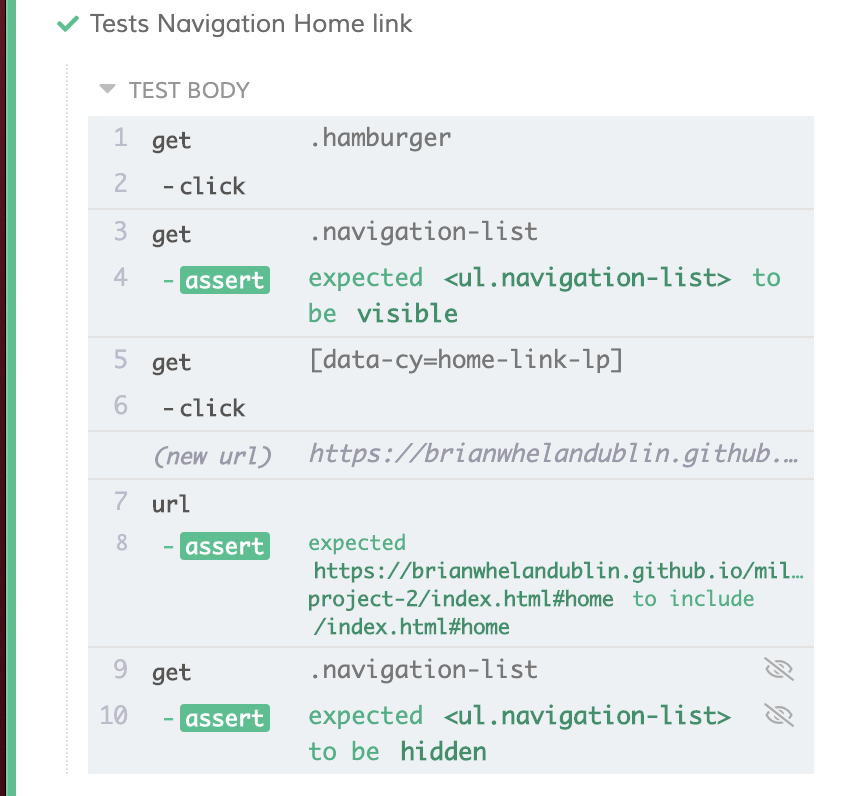 Tests Navigation Home link
TEST BODY
1 get .hamburger
2 -click
3 get .navigation-list
4 -assert expected <ul.navigation-list> to
be visible
5 get [data-cy=home-link-lp]
6 -click
(new url) https://brianwhelandublin.github.…
7 url
8 -assert expected
https://brianwhelandublin.github.io/mil…
project-2/index.html#home to include
/index.html#home
9 get .navigation-list
10 -assert expected <ul.navigation-list>
to be hidden